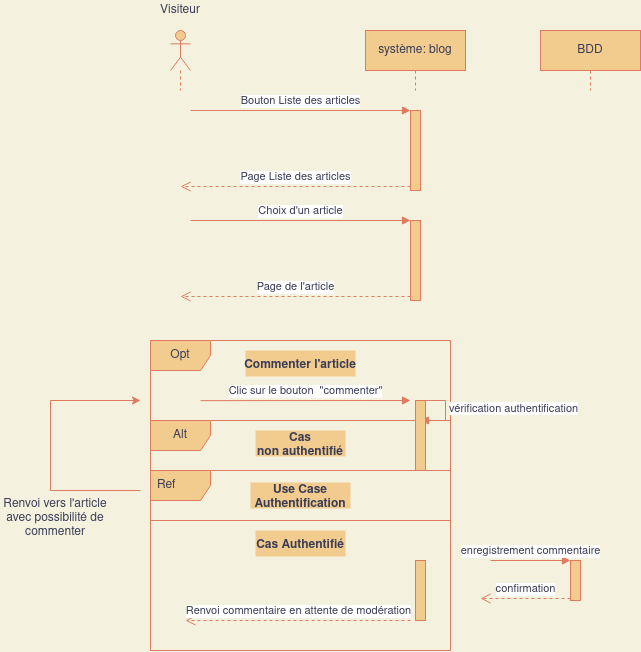 Visiteur
système: blog
BDD
Bouton Liste des articles
Page Liste des articles
Choix d'un article
Page de l'article
Opt
Commenter l'article
Clic sur le bouton "commenter"
vérification authentification
Alt
Cas
non authentifié
Ref
Use Case
Authentification
Renvoi vers l'article
avec possibilité de
commenter
Cas Authentifié
enregistrement commentaire
confirmation
Renvoi commentaire en attente de modération